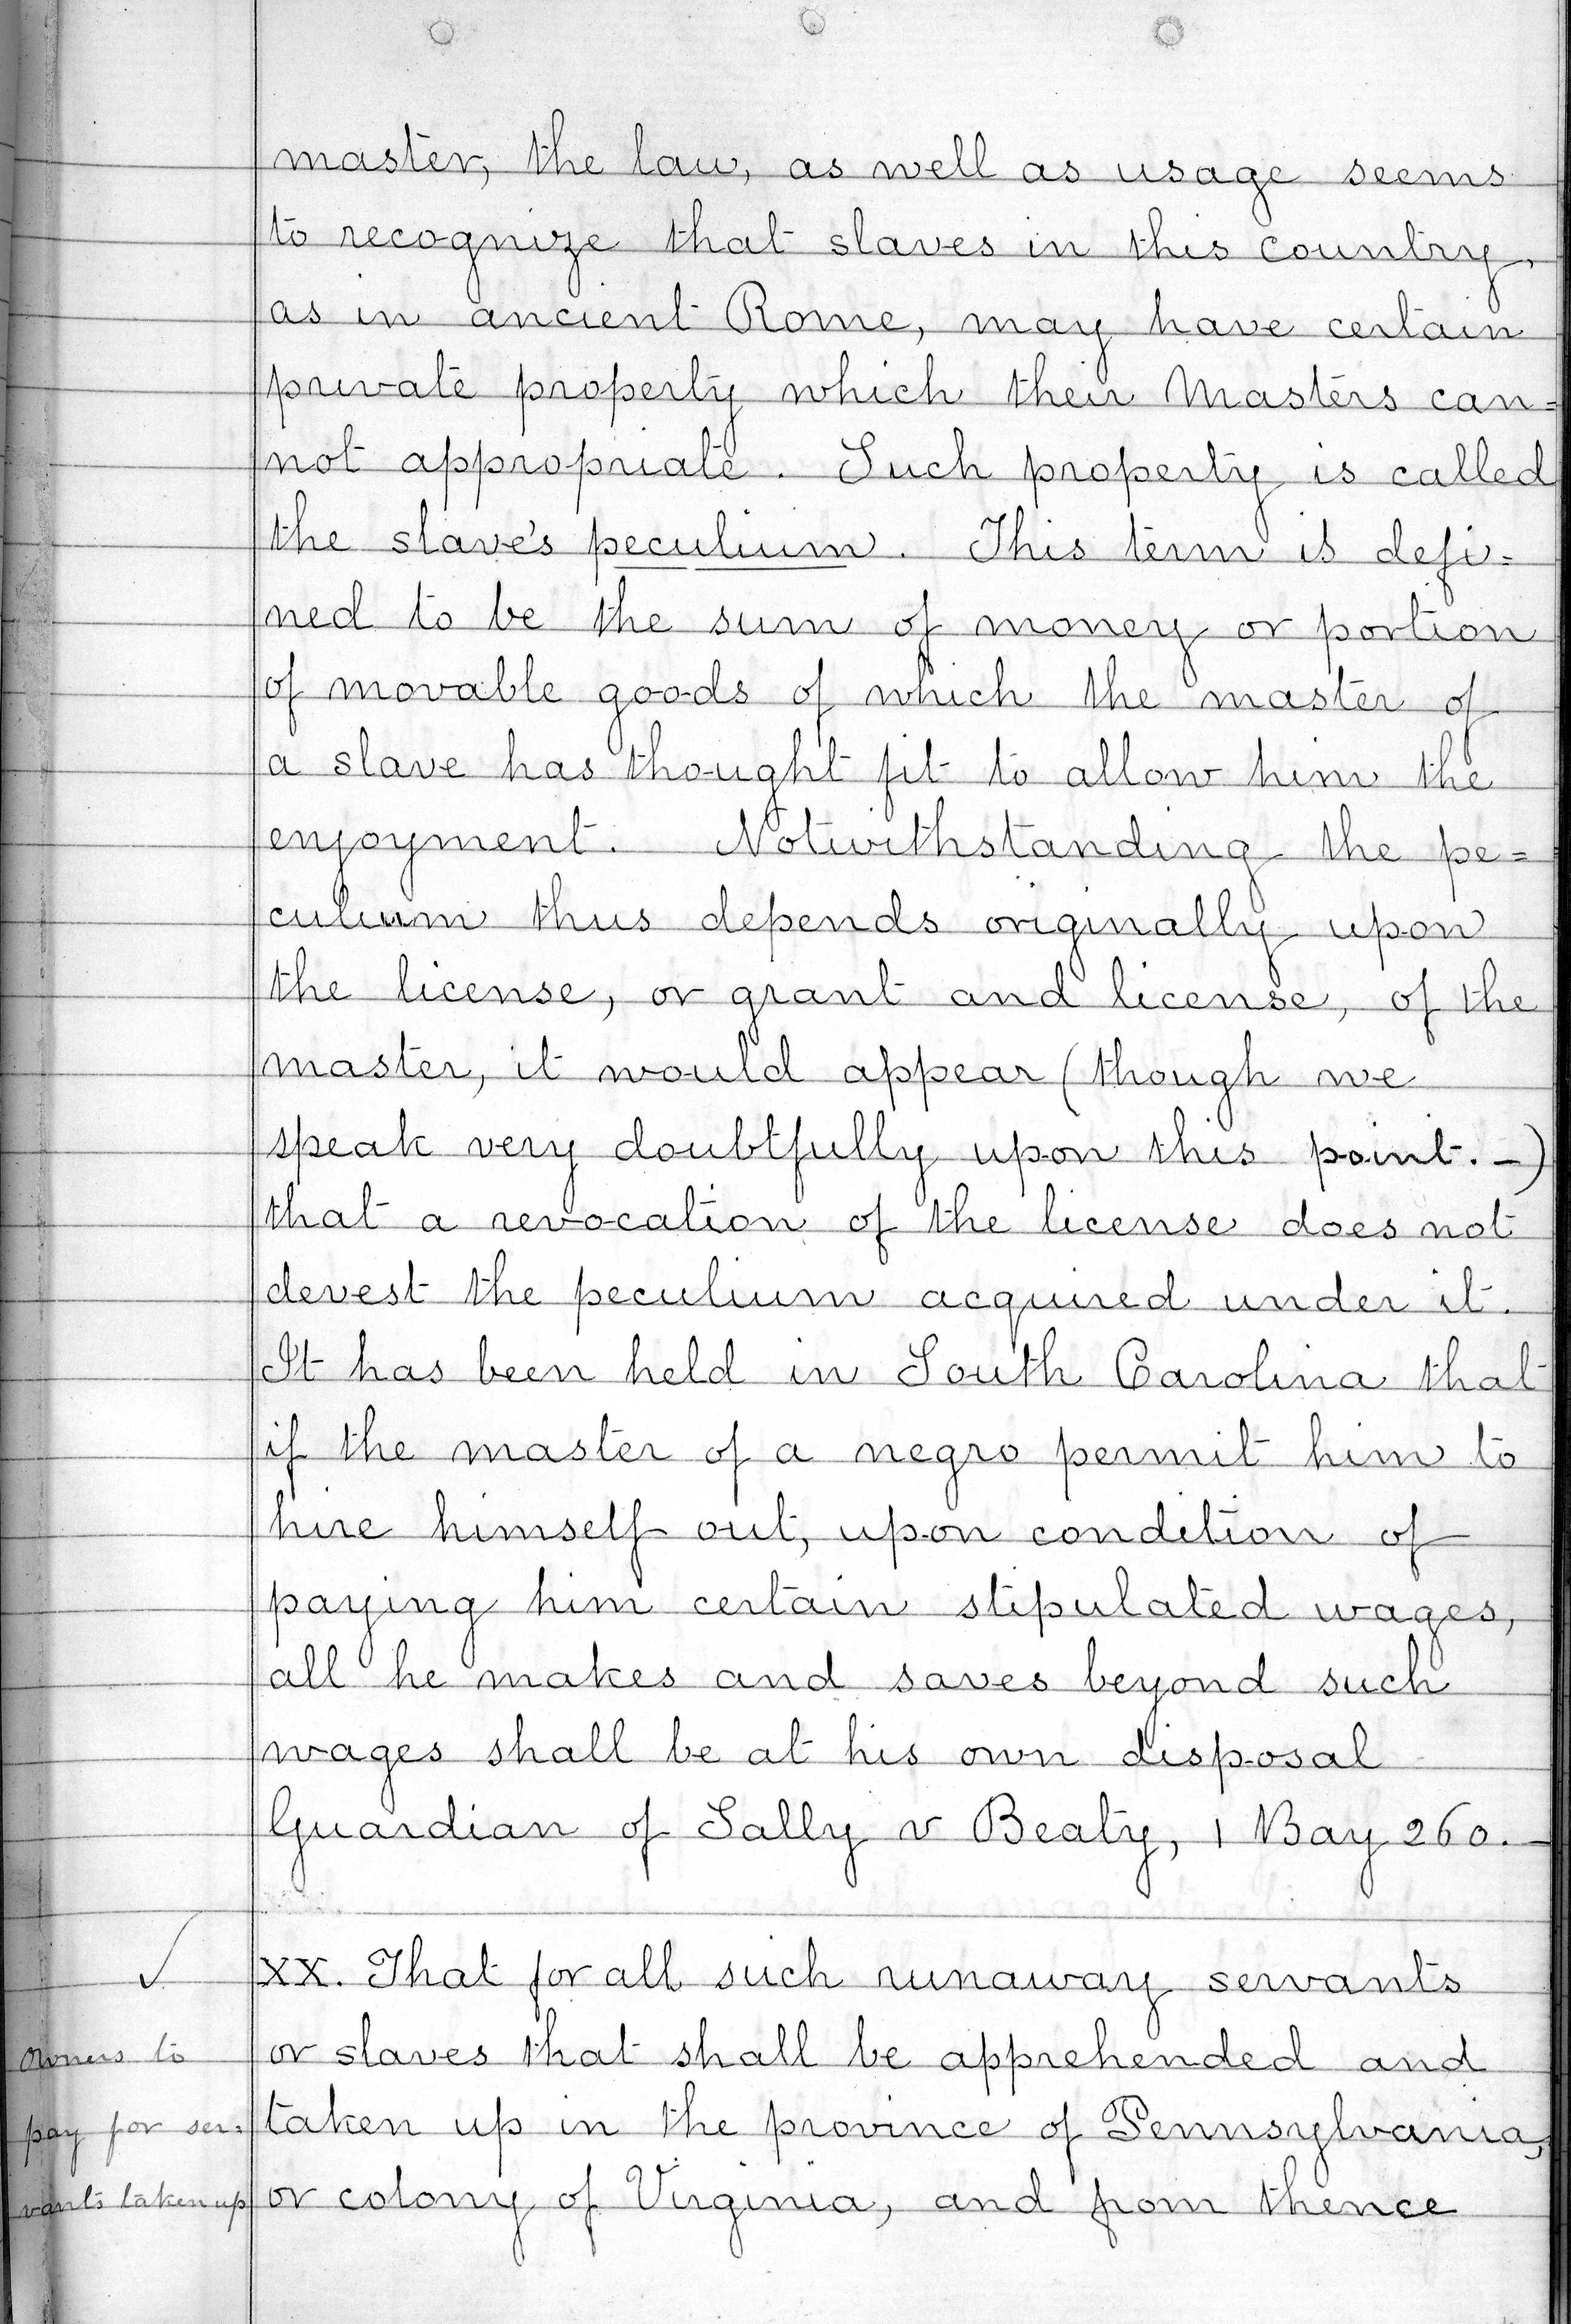 master, the law, as well as usage seems
to recognize that slaves in this country,
as in ancient Rome, may have certain
private property which their Masters can=
not appropriate. Such property is called
the slave's peculium. This term is defi=
ned to be the sum of money or portion
of movable goods of which the master of
a slave has thought fit to allow him the
enjoyment. Notwithstanding the pe=
culium thus depends originally upon
the license, or grant and license, of the
master, it would appear (though we
speak very doubtfully upon this point.-)
that a revocation of the license does not
devest the peculium acquired under it.
It has been held in South Carolina that
if the master of a negro permit him to
hire himself out, upon condition of
paying him certain stipulated wages,
all he makes and saves beyond such
wages shall be at his own disposal
Guardian of Sally v Beaty, 1 Bay 260.-
✓
XX. That for all such runaway servants
or slaves that shall be apprehended and
taken up in the province of Pennsylvania,
or colony of Virginia, and from thence
Owners to
pay for ser=
vants taken up